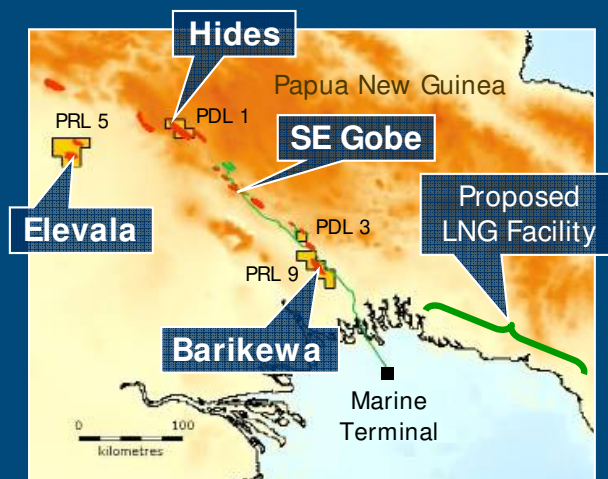 Hides
Papua New Guinea
PRL 5
PDL 1
SE Gobe
Elevala
Proposed
LNG Facility
PDL 3
PRL 9
Barikewa
Marine
Terminal
0 100
kilometres